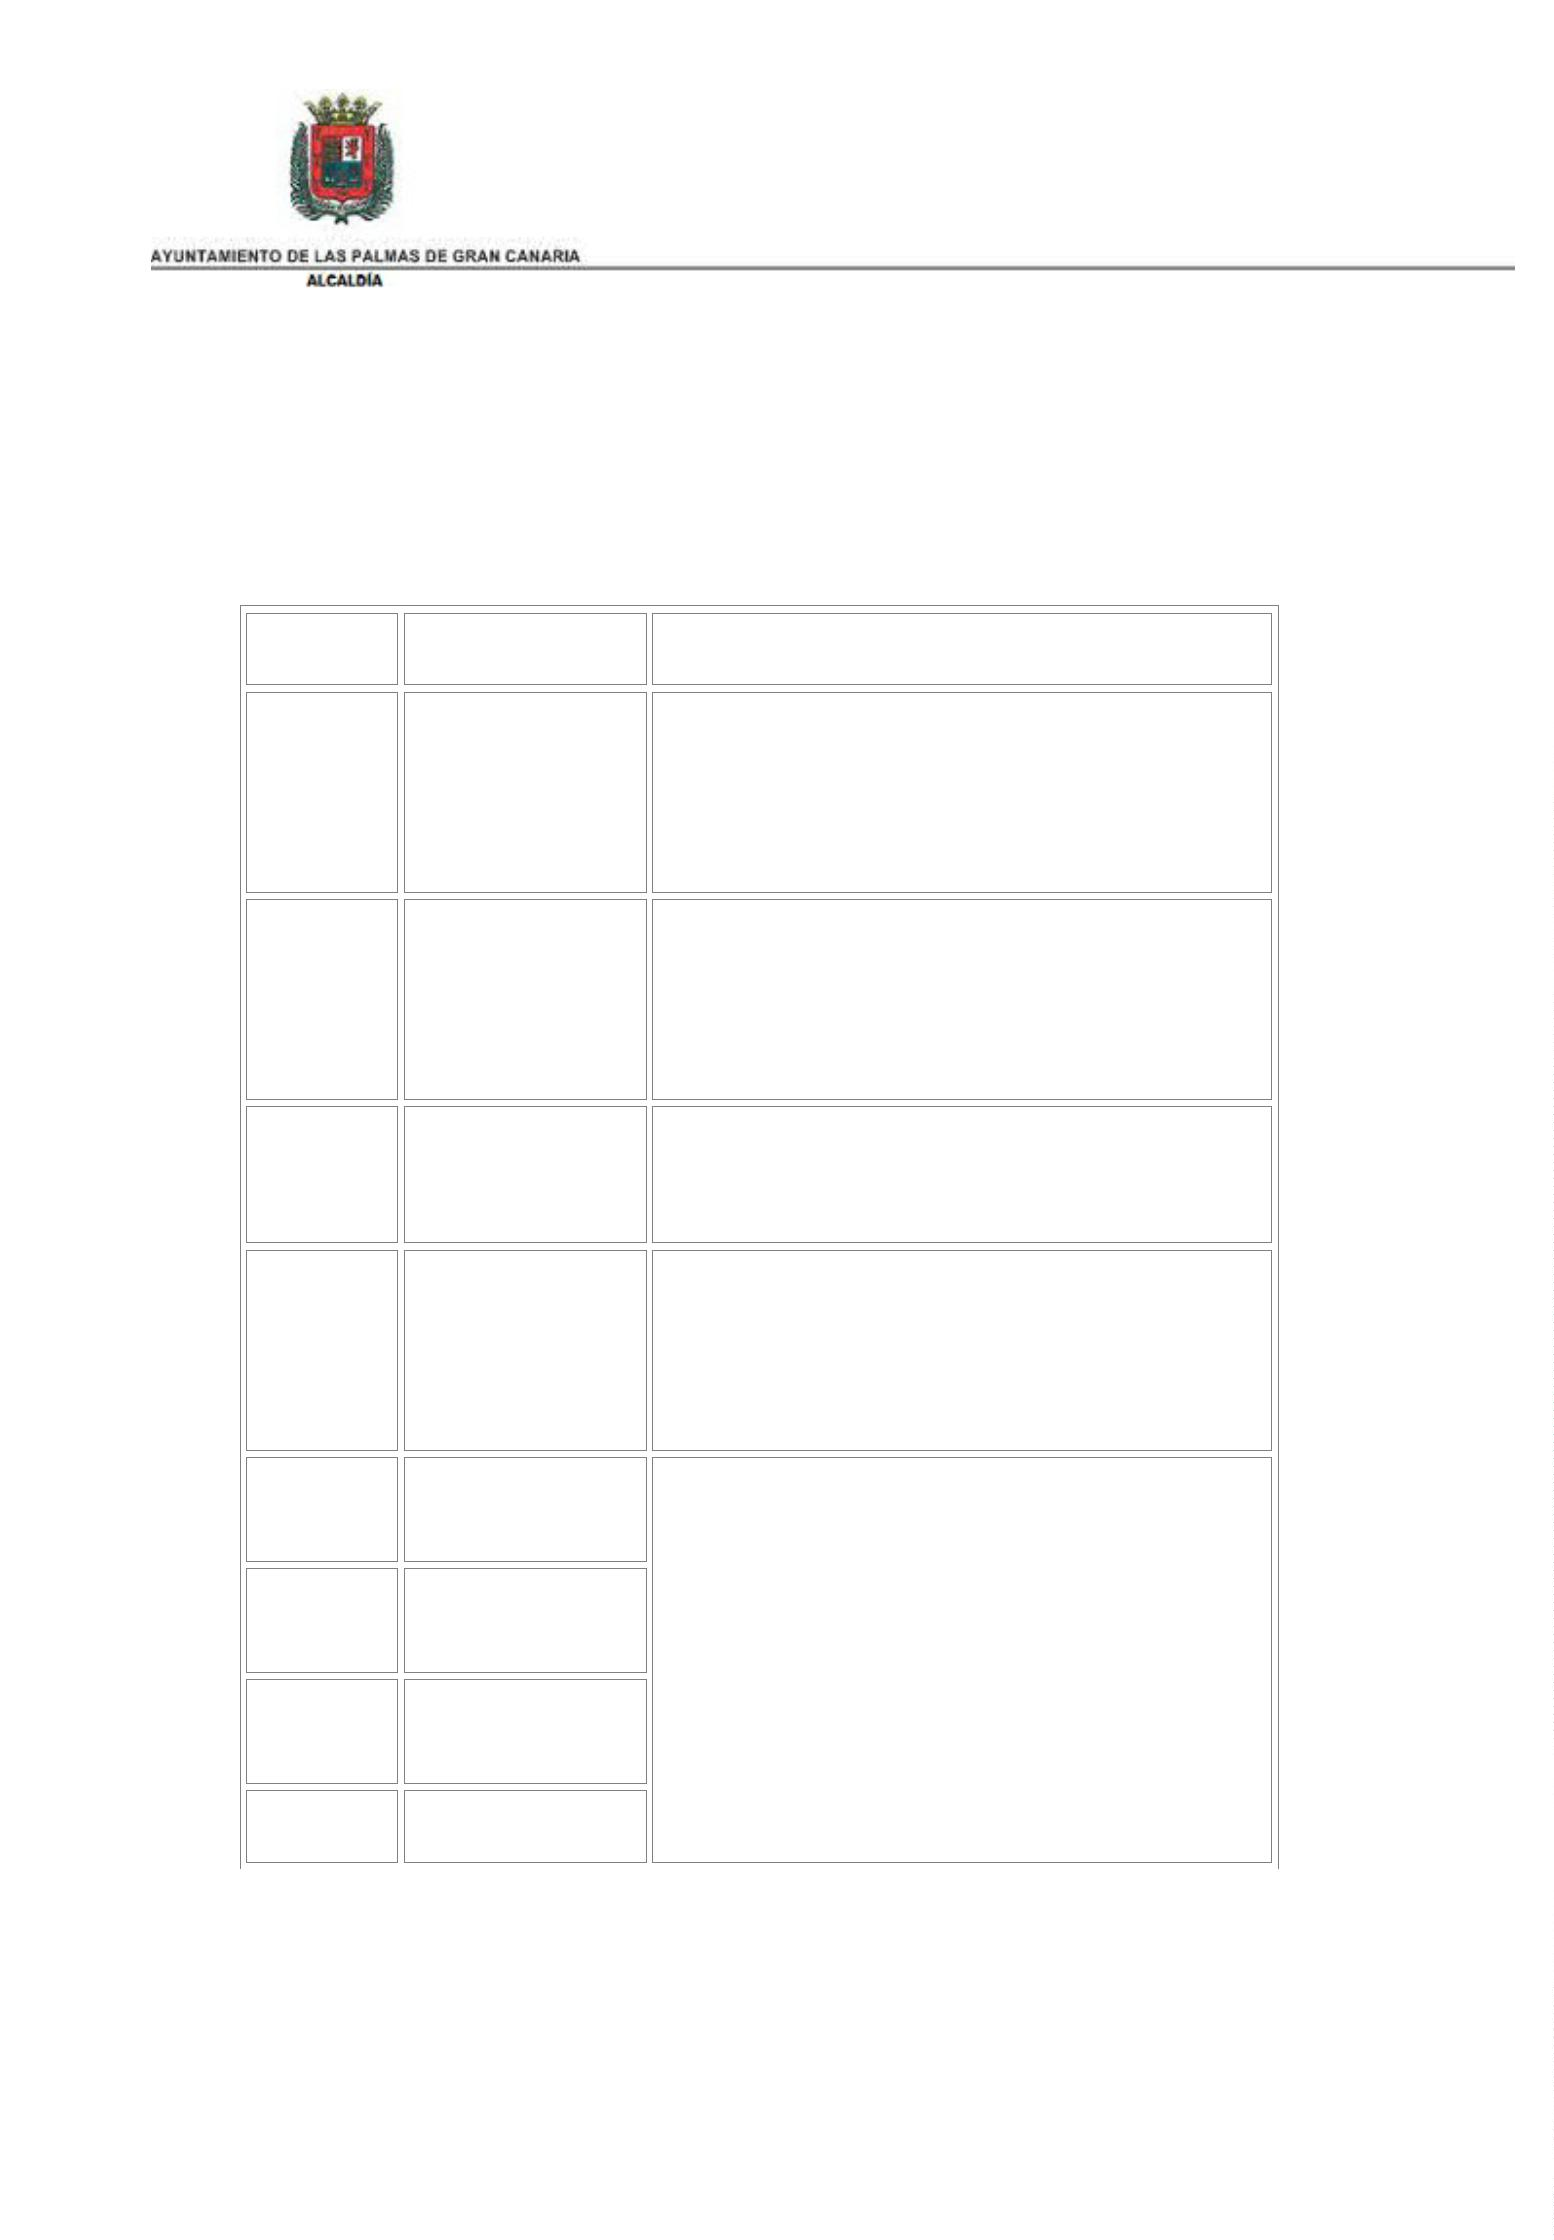 AYUNTAMIENTO DE LAS PALMAS DE GRAN CANARIA
ALCALDÍA